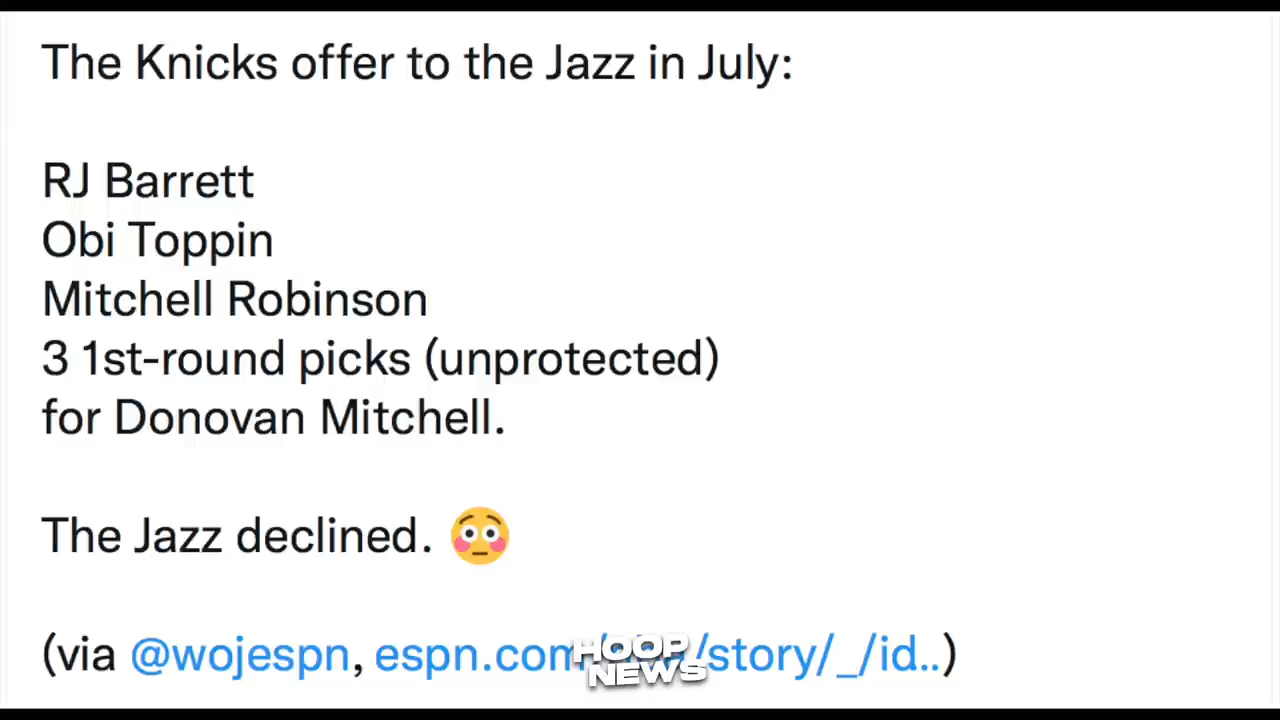 The Knicks offer to the Jazz in July:
RJ Barrett
Obi Toppin
Mitchell Robinson
3 1st-round picks (unprotected)
for Donovan Mitchell.
The Jazz declined. 😳
(via @wojespn, espn.com/ /story/_/id..)
HOOP
NEWS